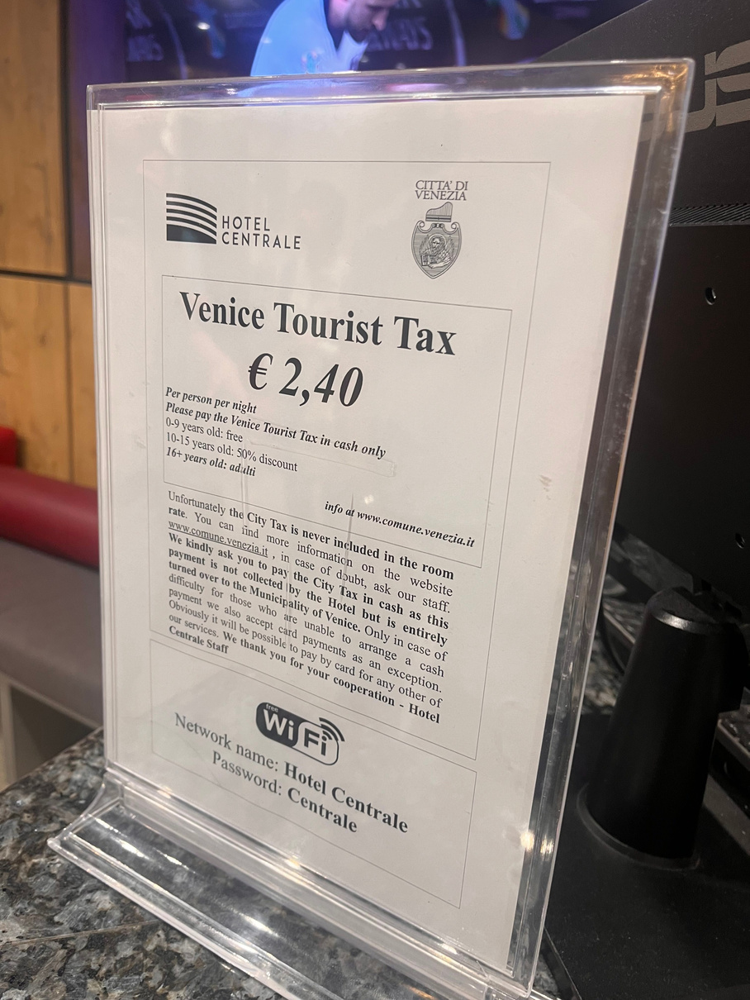 HOTEL
CENTRALE
CITTA' DI
VENEZIA
Venice Tourist Tax
€ 2,40
Per person per night
Please pay the Venice Tourist Tax in cash only
0-9 years old: free
10-15 years old: 50% discount
16+ years old: adulti
info at www.comune.venezia.it
Unfortunately the City Tax is never included in the room
rate. You can find more information on the website
www.comune.venezia.it , in case of doubt, ask our staff.
We kindly ask you to pay the City Tax in cash as this
payment is not collected by the Hotel but is entirely
turned over to the Municipality of Venice. Only in case of
difficulty for those who are unable to arrange a cash
payment we also accept card payments as an exception.
Obviously it will be possible to pay by card for any other of
our services. We thank you for your cooperation - Hotel
Centrale Staff
free
Wi Fi
Network name: Hotel Centrale
Password: Centrale